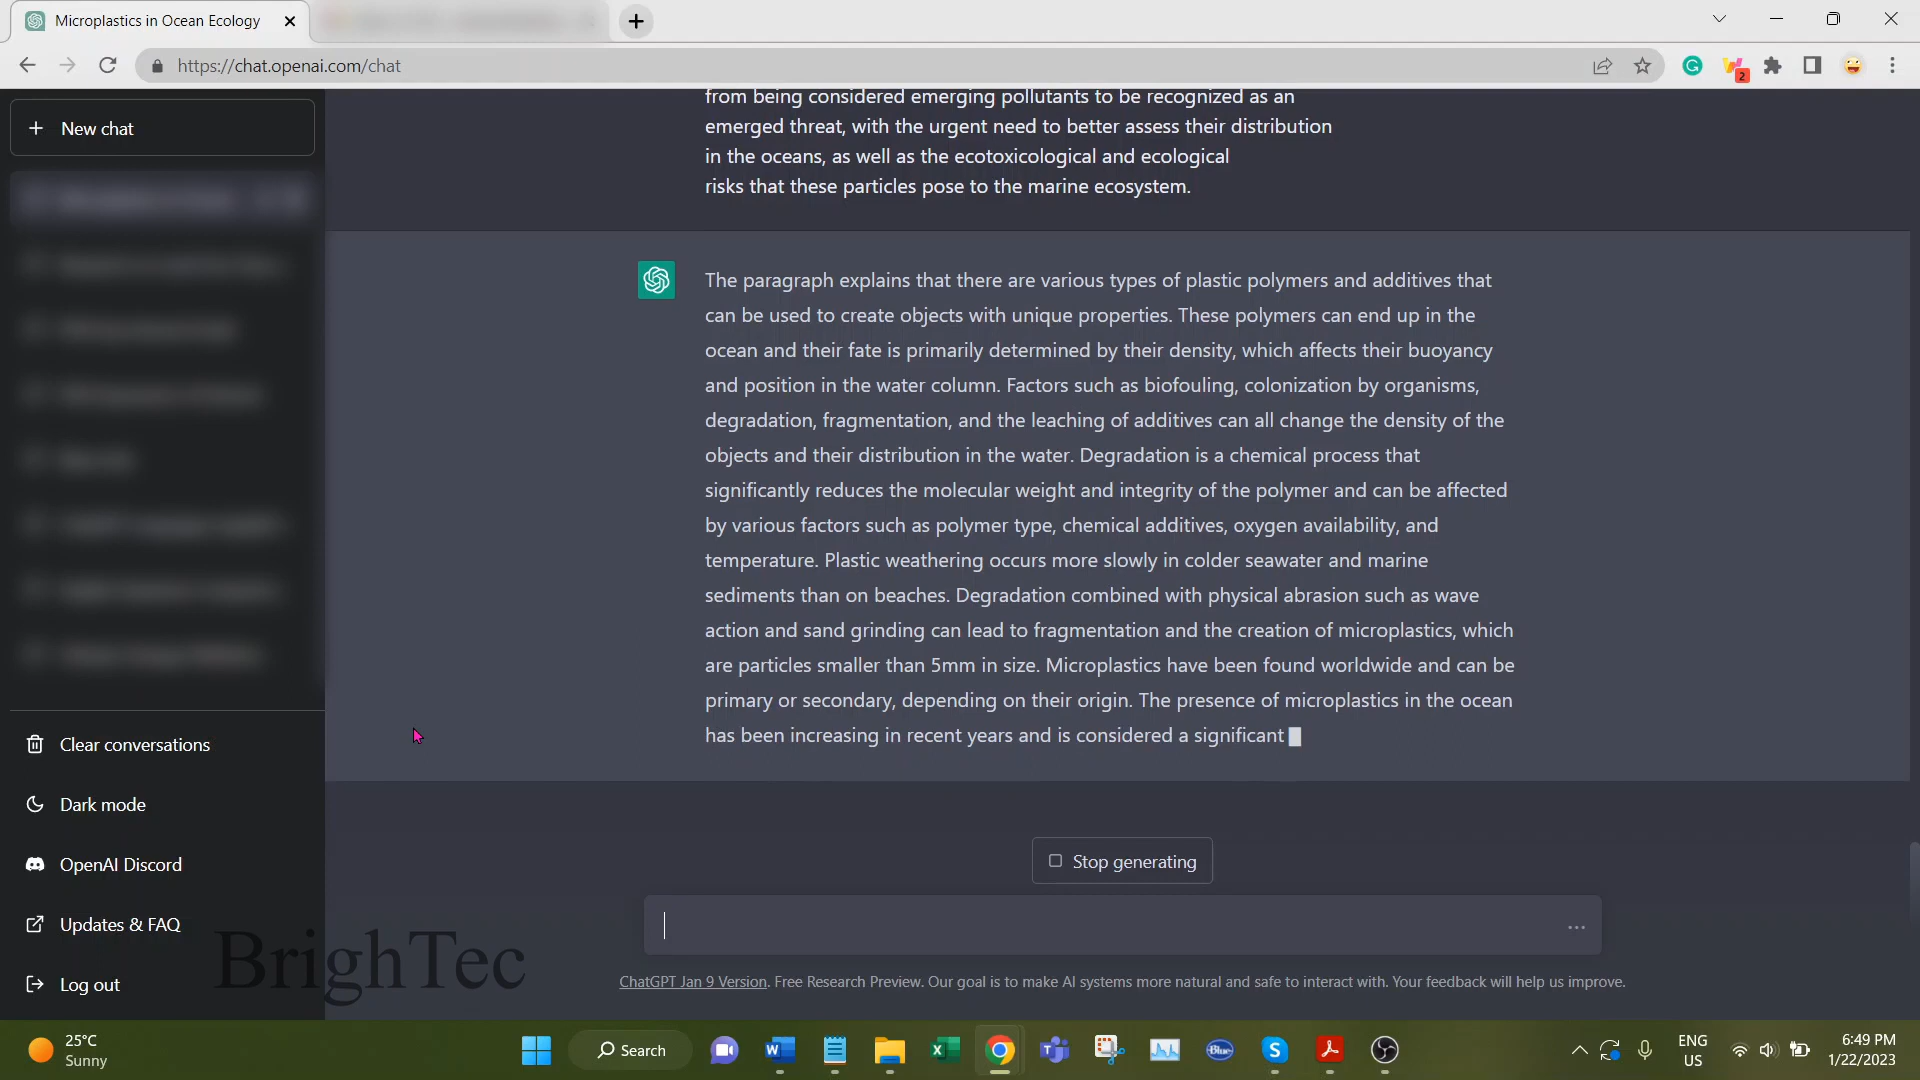 Microplastics in Ocean Ecology
https://chat.openai.com/chat
2
New chat
from being considered emerging pollutants to be recognized as an
emerged threat, with the urgent need to better assess their distribution
in the oceans, as well as the ecotoxicological and ecological
risks that these particles pose to the marine ecosystem.
The paragraph explains that there are various types of plastic polymers and additives that
can be used to create objects with unique properties. These polymers can end up in the
ocean and their fate is primarily determined by their density, which affects their buoyancy
and position in the water column. Factors such as biofouling, colonization by organisms,
degradation, fragmentation, and the leaching of additives can all change the density of the
objects and their distribution in the water. Degradation is a chemical process that
significantly reduces the molecular weight and integrity of the polymer and can be affected
by various factors such as polymer type, chemical additives, oxygen availability, and
temperature. Plastic weathering occurs more slowly in colder seawater and marine
sediments than on beaches. Degradation combined with physical abrasion such as wave
action and sand grinding can lead to fragmentation and the creation of microplastics, which
are particles smaller than 5mm in size. Microplastics have been found worldwide and can be
primary or secondary, depending on their origin. The presence of microplastics in the ocean
has been increasing in recent years and is considered a significant
Clear conversations
Dark mode
OpenAI Discord
Updates & FAQ
Log out
BrighTec
Stop generating
ChatGPT Jan 9 Version. Free Research Preview. Our goal is to make AI systems more natural and safe to interact with. Your feedback will help us improve.
25°C
Sunny
Search
Blue
ENG
US
6:49 PM
1/22/2023